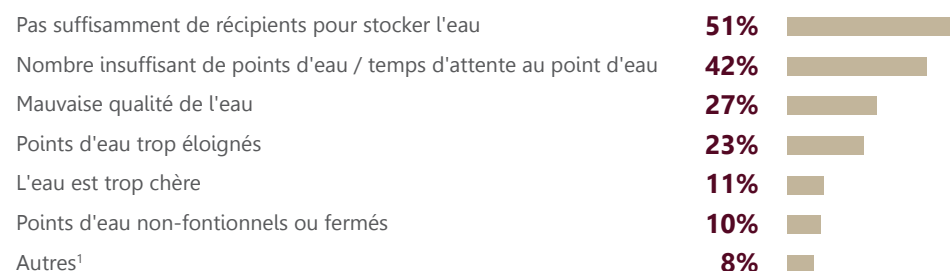 Pas suffisamment de récipients pour stocker l'eau 51%
Nombre insuffisant de points d'eau / temps d'attente au point d'eau 42%
Mauvaise qualité de l'eau 27%
Points d'eau trop éloignés 23%
L'eau est trop chère 11%
Points d'eau non-fontionnels ou fermés 10%
Autres¹ 8%